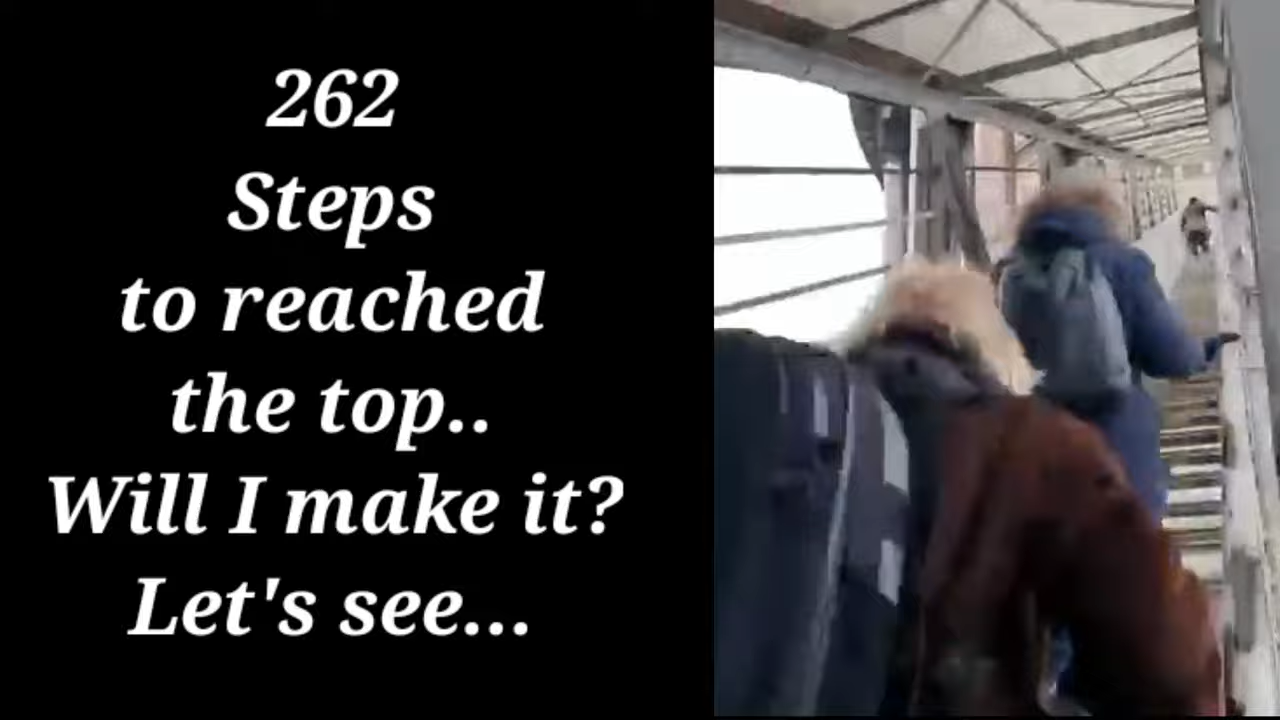 262
Steps
to reached
the top..
Will I make it?
Let's see...